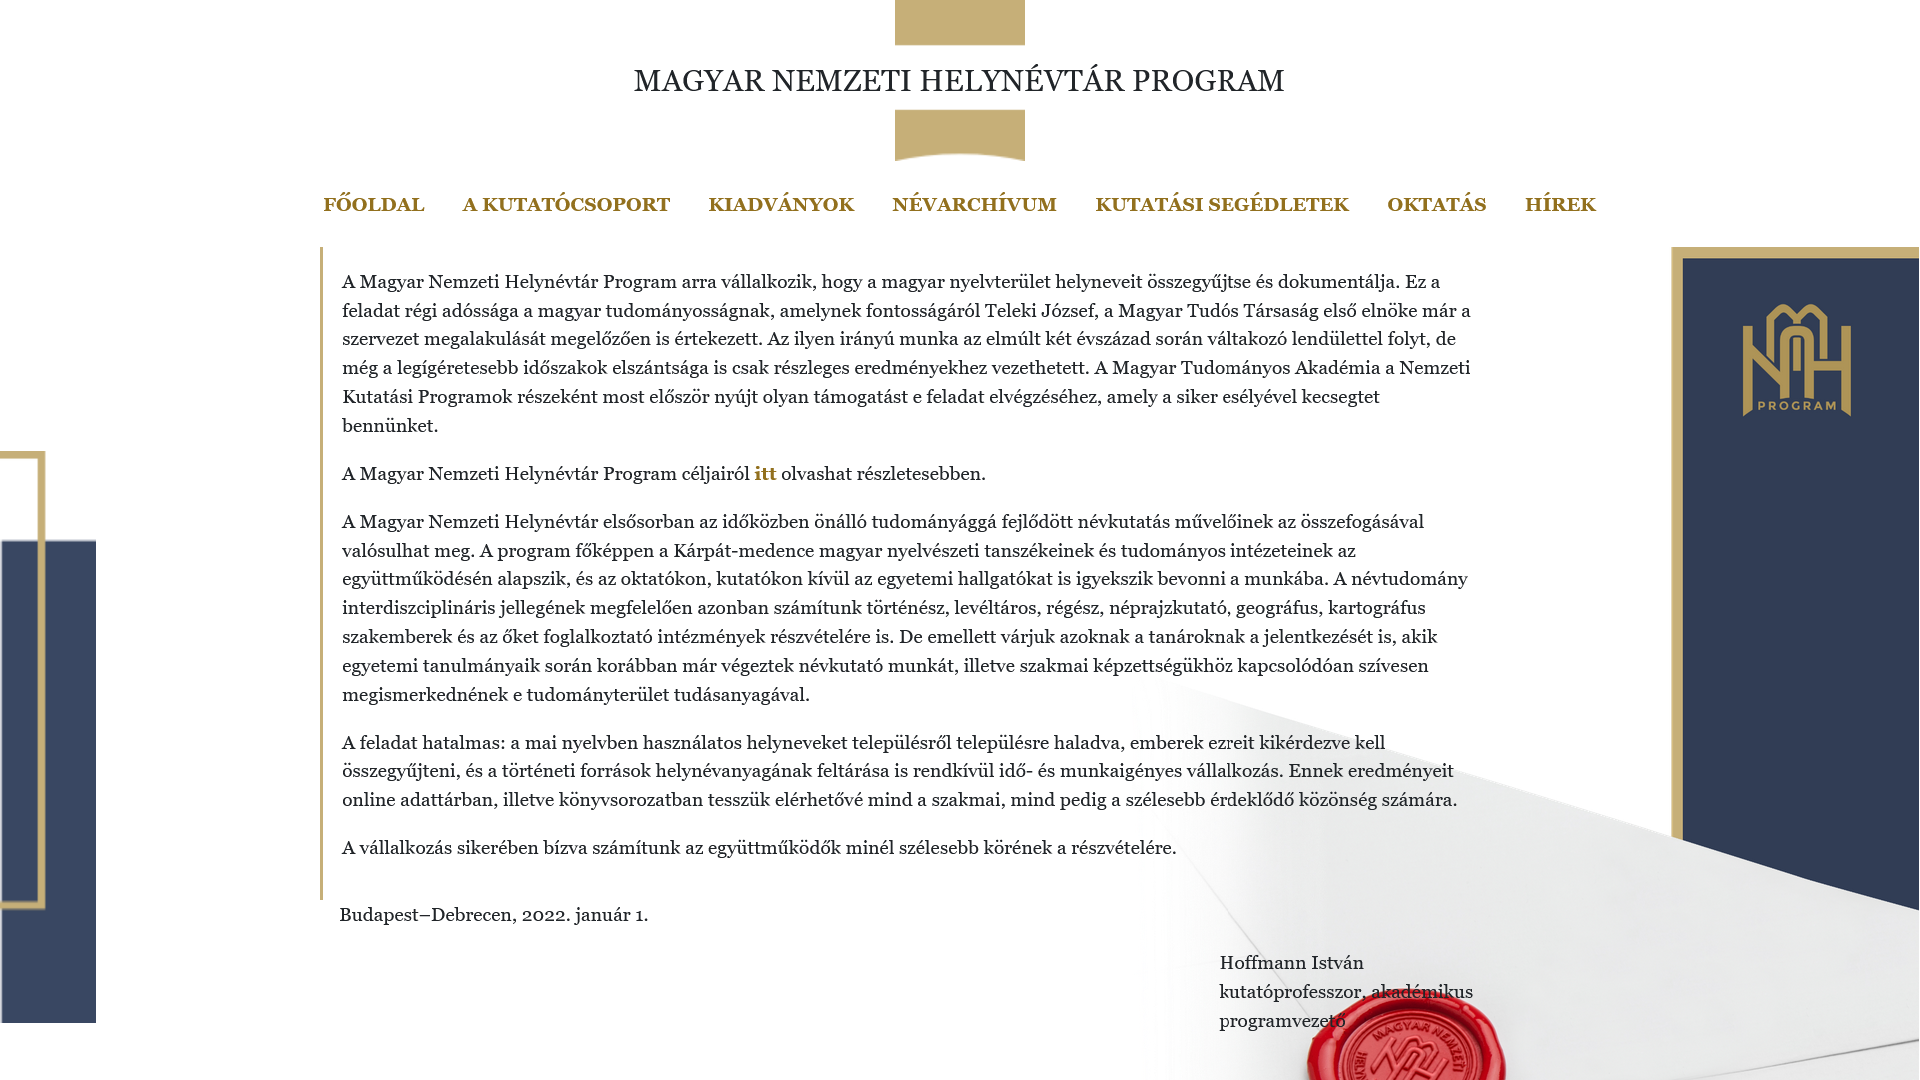 MAGYAR NEMZETI HELYNÉVTÁR PROGRAM
FŐOLDAL A KUTATÓCSOPORT KIADVÁNYOK NÉVARCHÍVUM KUTATÁSI SEGÉDLETEK OKTATÁS HÍREK
A Magyar Nemzeti Helynévtár Program arra vállalkozik, hogy a magyar nyelvterület helyneveit összegyűjtse és dokumentálja. Ez a
feladat régi adóssága a magyar tudományosságnak, amelynek fontosságáról Teleki József, a Magyar Tudós Társaság első elnöke már a
szervezet megalakulását megelőzően is értekezett. Az ilyen irányú munka az elmúlt két évszázad során váltakozó lendülettel folyt, de
még a legígéretesebb időszakok elszántsága is csak részleges eredményekhez vezethetett. A Magyar Tudományos Akadémia a Nemzeti
Kutatási Programok részeként most először nyújt olyan támogatást e feladat elvégzéséhez, amely a siker esélyével kecsegtet
bennünket.
A Magyar Nemzeti Helynévtár Program céljairól itt olvashat részletesebben.
A Magyar Nemzeti Helynévtár elsősorban az időközben önálló tudományággá fejlődött névkutatás művelőinek az összefogásával
valósulhat meg. A program főképpen a Kárpát-medence magyar nyelvészeti tanszékeinek és tudományos intézeteinek az
együttműködésén alapszik, és az oktatókon, kutatókon kívül az egyetemi hallgatókat is igyekszik bevonni a munkába. A névtudomány
interdiszciplináris jellegének megfelelően azonban számítunk történész, levéltáros, régész, néprajzkutató, geográfus, kartográfus
szakemberek és az őket foglalkoztató intézmények részvételére is. De emellett várjuk azoknak a tanároknak a jelentkezését is, akik
egyetemi tanulmányaik során korábban már végeztek névkutató munkát, illetve szakmai képzettségükhöz kapcsolódóan szívesen
megismerkednének e tudományterület tudásanyagával.
A feladat hatalmas: a mai nyelvben használatos helyneveket településről településre haladva, emberek ezreit kikérdezve kell
összegyűjteni, és a történeti források helynévanyagának feltárása is rendkívül idő- és munkaigényes vállalkozás. Ennek eredményeit
online adattárban, illetve könyvsorozatban tesszük elérhetővé mind a szakmai, mind pedig a szélesebb érdeklődő közönség számára.
A vállalkozás sikerében bízva számítunk az együttműködők minél szélesebb körének a részvételére.
Budapest–Debrecen, 2022. január 1.
Hoffmann István
kutatóprofesszor, akadémikus
programvezető
MNH
PROGRAM
MAGYAR NEMZETI